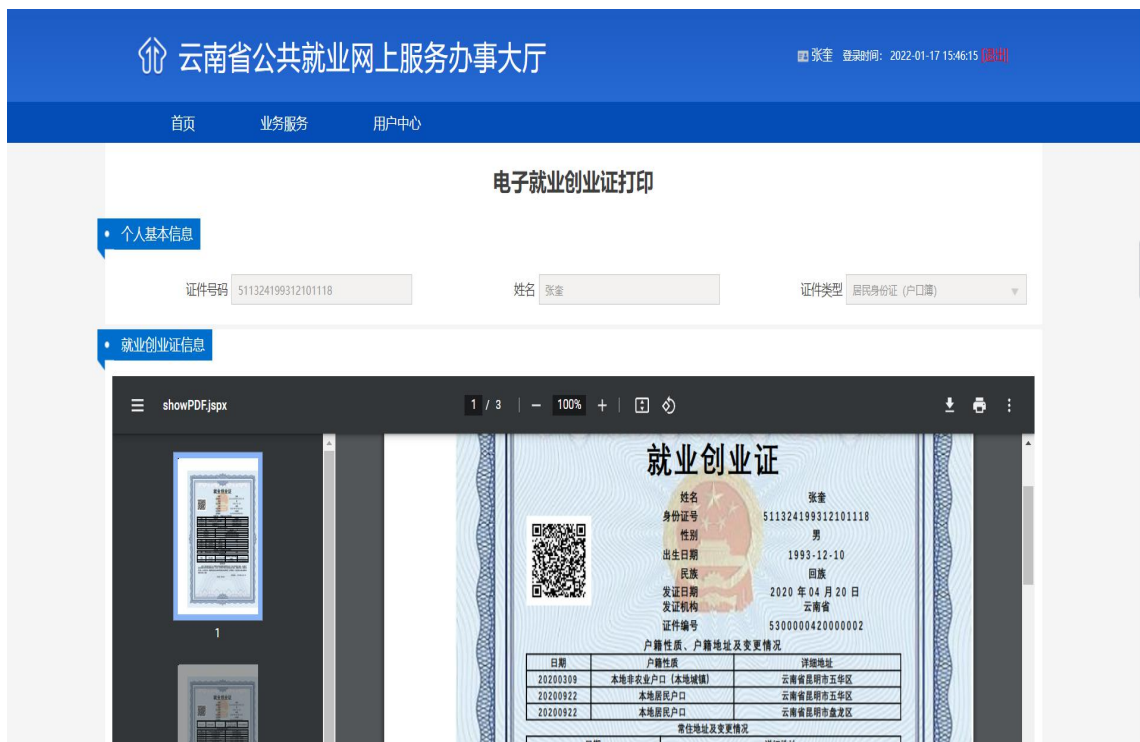 云南省公共就业网上服务办事大厅
张奎 登录时间： 2022-01-17 15:46:15 [退出]
首页 业务服务 用户中心
电子就业创业证打印
个人基本信息
证件号码 511324199312101118 姓名 张奎 证件类型 居民身份证（户口簿）
就业创业证信息
showPDF.jspx 1 / 3 100%
就业创业证
姓名 张奎
身份证号 511324199312101118
性别 男
出生日期 1993-12-10
民族 回族
发证日期 2020 年 04 月 20 日
发证机构 云南省
证件编号 5300000420000002
户籍性质、户籍地址及变更情况
日期 户籍性质 详细地址
20200309 本地非农业户口（本地城镇） 云南省昆明市五华区
20200922 本地居民户口 云南省昆明市五华区
20200922 本地居民户口 云南省昆明市盘龙区
常住地址及变更情况
1